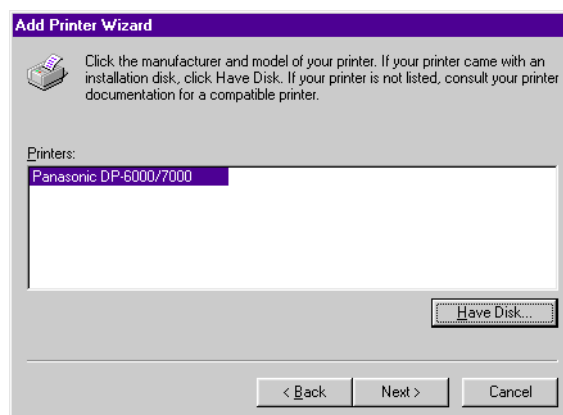 Add Printer Wizard
Click the manufacturer and model of your printer. If your printer came with an
installation disk, click Have Disk. If your printer is not listed, consult your printer
documentation for a compatible printer.
Printers:
Panasonic DP-6000/7000
Have Disk...
< Back
Next >
Cancel